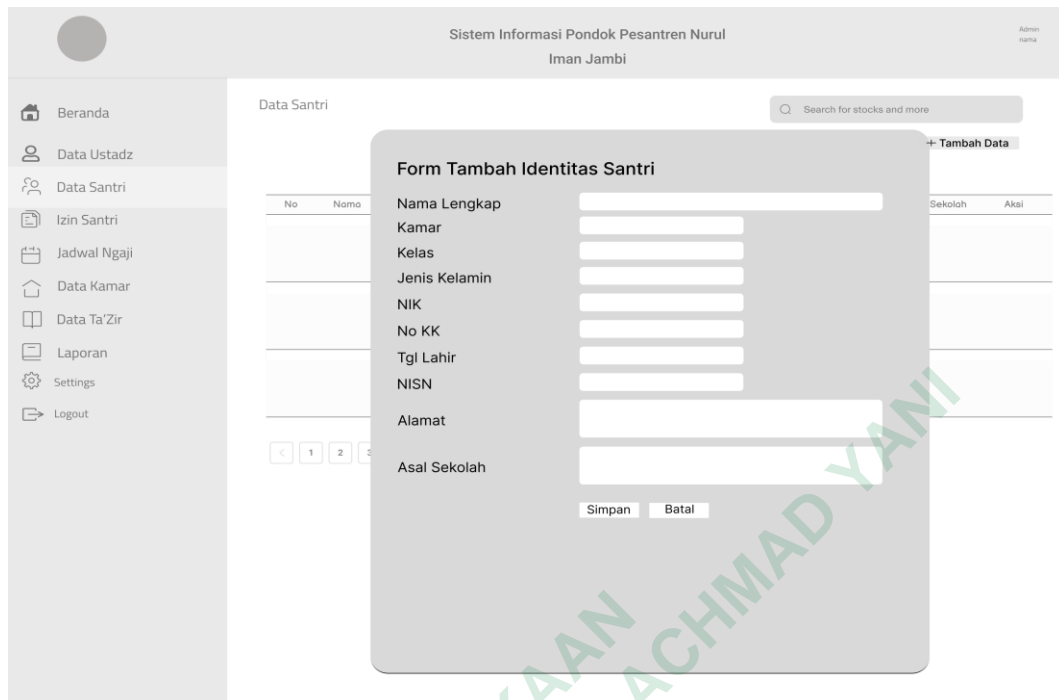 Sistem Informasi Pondok Pesantren Nurul
Iman Jambi
Admin
nama
Beranda
Data Ustadz
Data Santri
Izin Santri
Jadwal Ngaji
Data Kamar
Data Ta'Zir
Laporan
Settings
Logout
Data Santri
Search for stocks and more
+ Tambah Data
No Nama Sekolah Aksi
Form Tambah Identitas Santri
Nama Lengkap
Kamar
Kelas
Jenis Kelamin
NIK
No KK
Tgl Lahir
NISN
Alamat
Asal Sekolah
Simpan Batal
< 1 2
YAAN
ACHMAD YANI